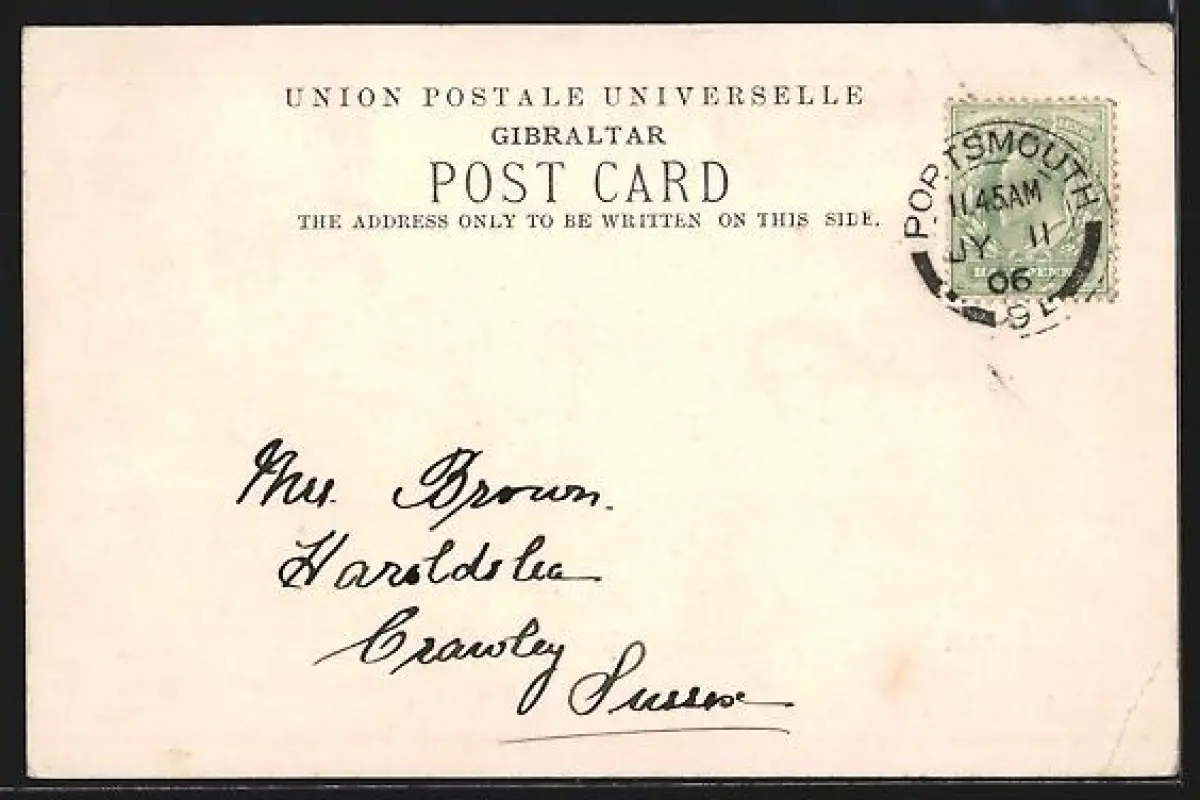 UNION POSTALE UNIVERSELLE
GIBRALTAR
POST CARD
THE ADDRESS ONLY TO BE WRITTEN ON THIS SIDE.
PORTSMOUTH
11.45AM
JY 11
06
HALFPENNY
Mrs. Brown.
Haroldslea
Crawley
Sussex